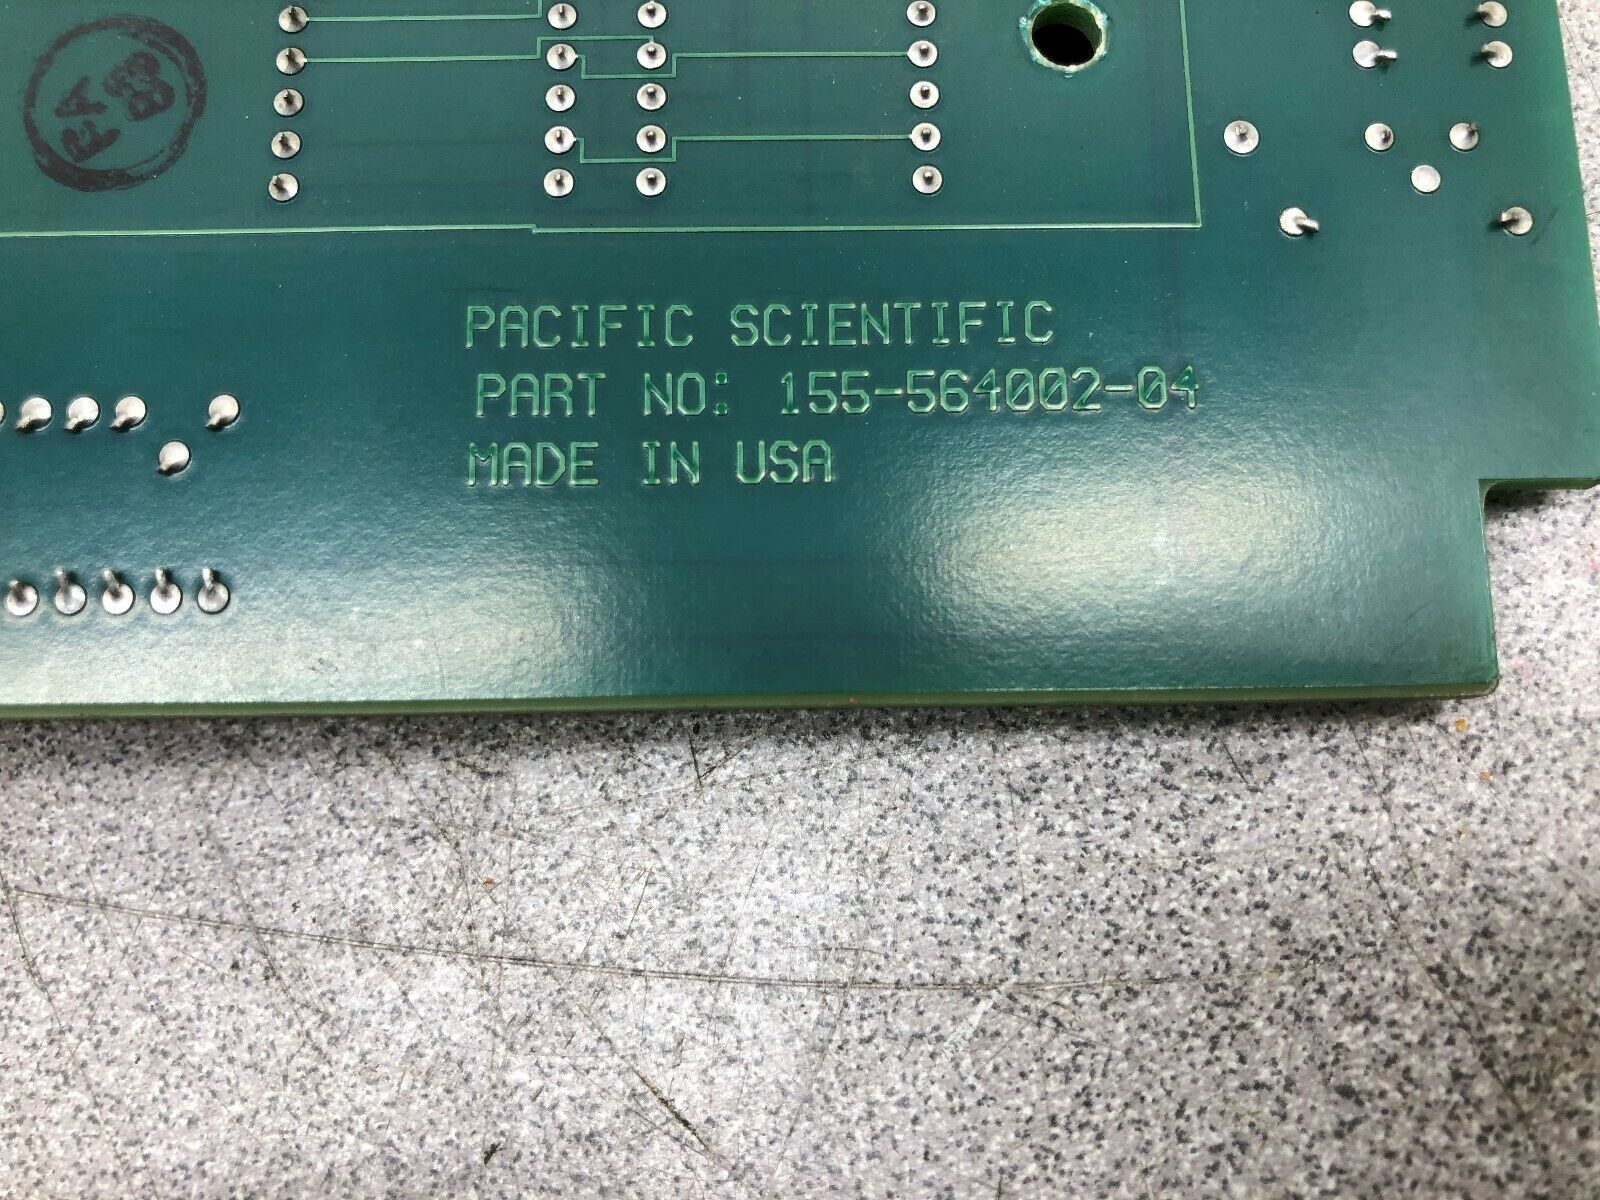 PACIFIC SCIENTIFIC
PART NO: 155-564002-04
MADE IN USA